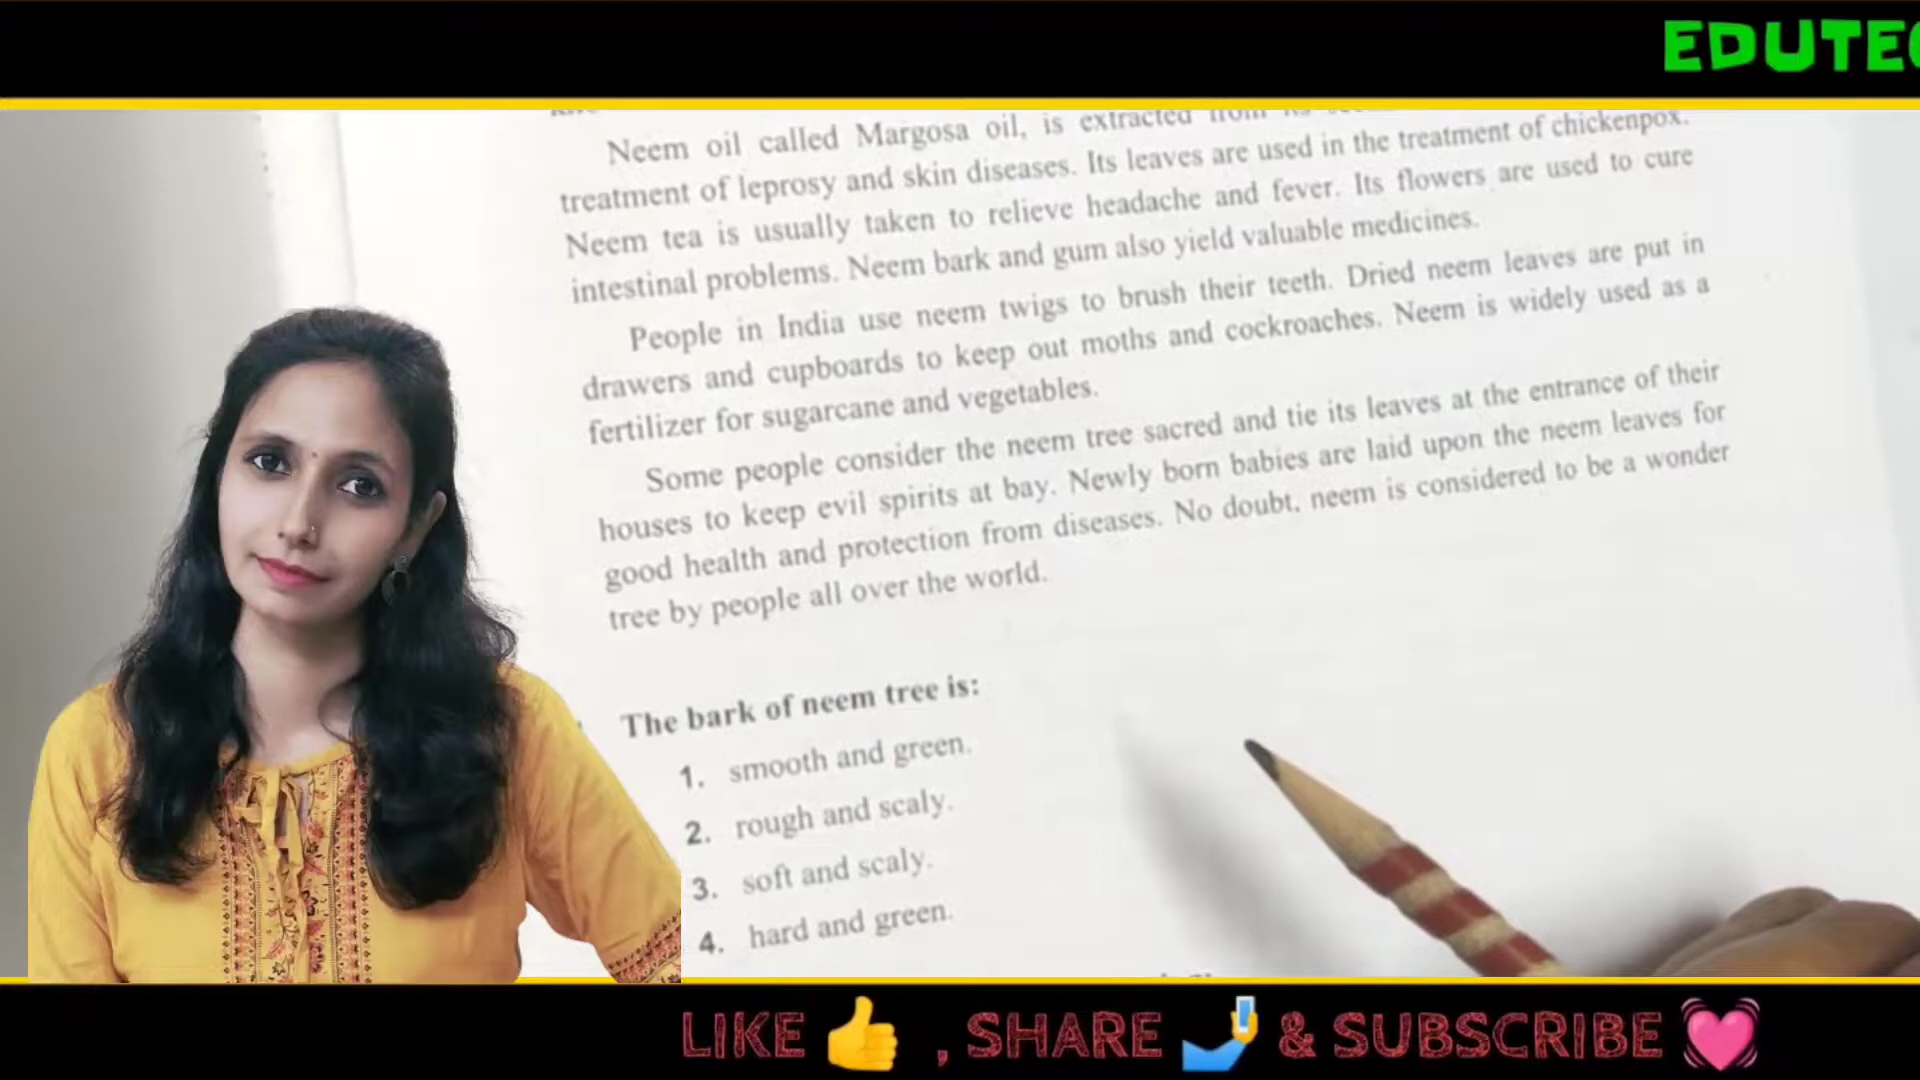 EDUTE
Neem oil called Margosa oil, is extracted from its
treatment of leprosy and skin diseases. Its leaves are used in the treatment of chickenpox.
Neem tea is usually taken to relieve headache and fever. Its flowers are used to cure
intestinal problems. Neem bark and gum also yield valuable medicines.
People in India use neem twigs to brush their teeth. Dried neem leaves are put in
drawers and cupboards to keep out moths and cockroaches. Neem is widely used as a
fertilizer for sugarcane and vegetables.
Some people consider the neem tree sacred and tie its leaves at the entrance of their
houses to keep evil spirits at bay. Newly born babies are laid upon the neem leaves for
good health and protection from diseases. No doubt, neem is considered to be a wonder
tree by people all over the world.
The bark of neem tree is:
1. smooth and green.
2. rough and scaly.
3. soft and scaly.
4. hard and green.
LIKE 👍 , SHARE 🤳 & SUBSCRIBE 💓